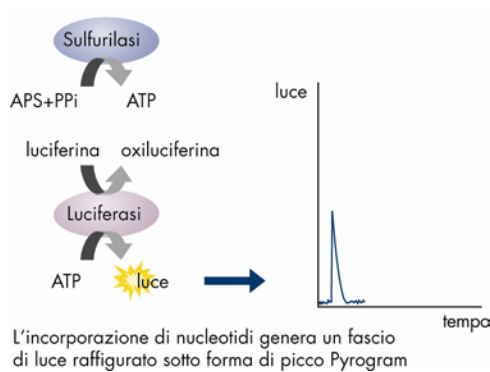 Sulfurilasi
APS+PPi ATP
luciferina oxiluciferina
Luciferasi
ATP luce
luce
tempa
L'incorporazione di nucleotidi genera un fascio
di luce raffigurato sotto forma di picco Pyrogram